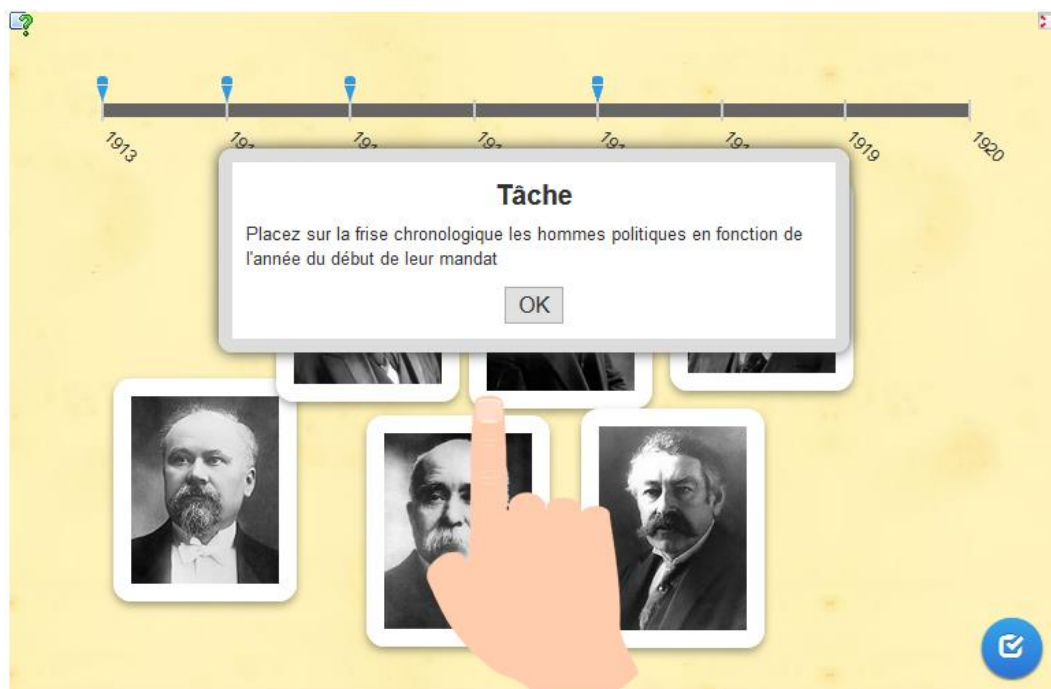 1913
1919
1920
Tâche
Placez sur la frise chronologique les hommes politiques en fonction de
l'année du début de leur mandat
OK